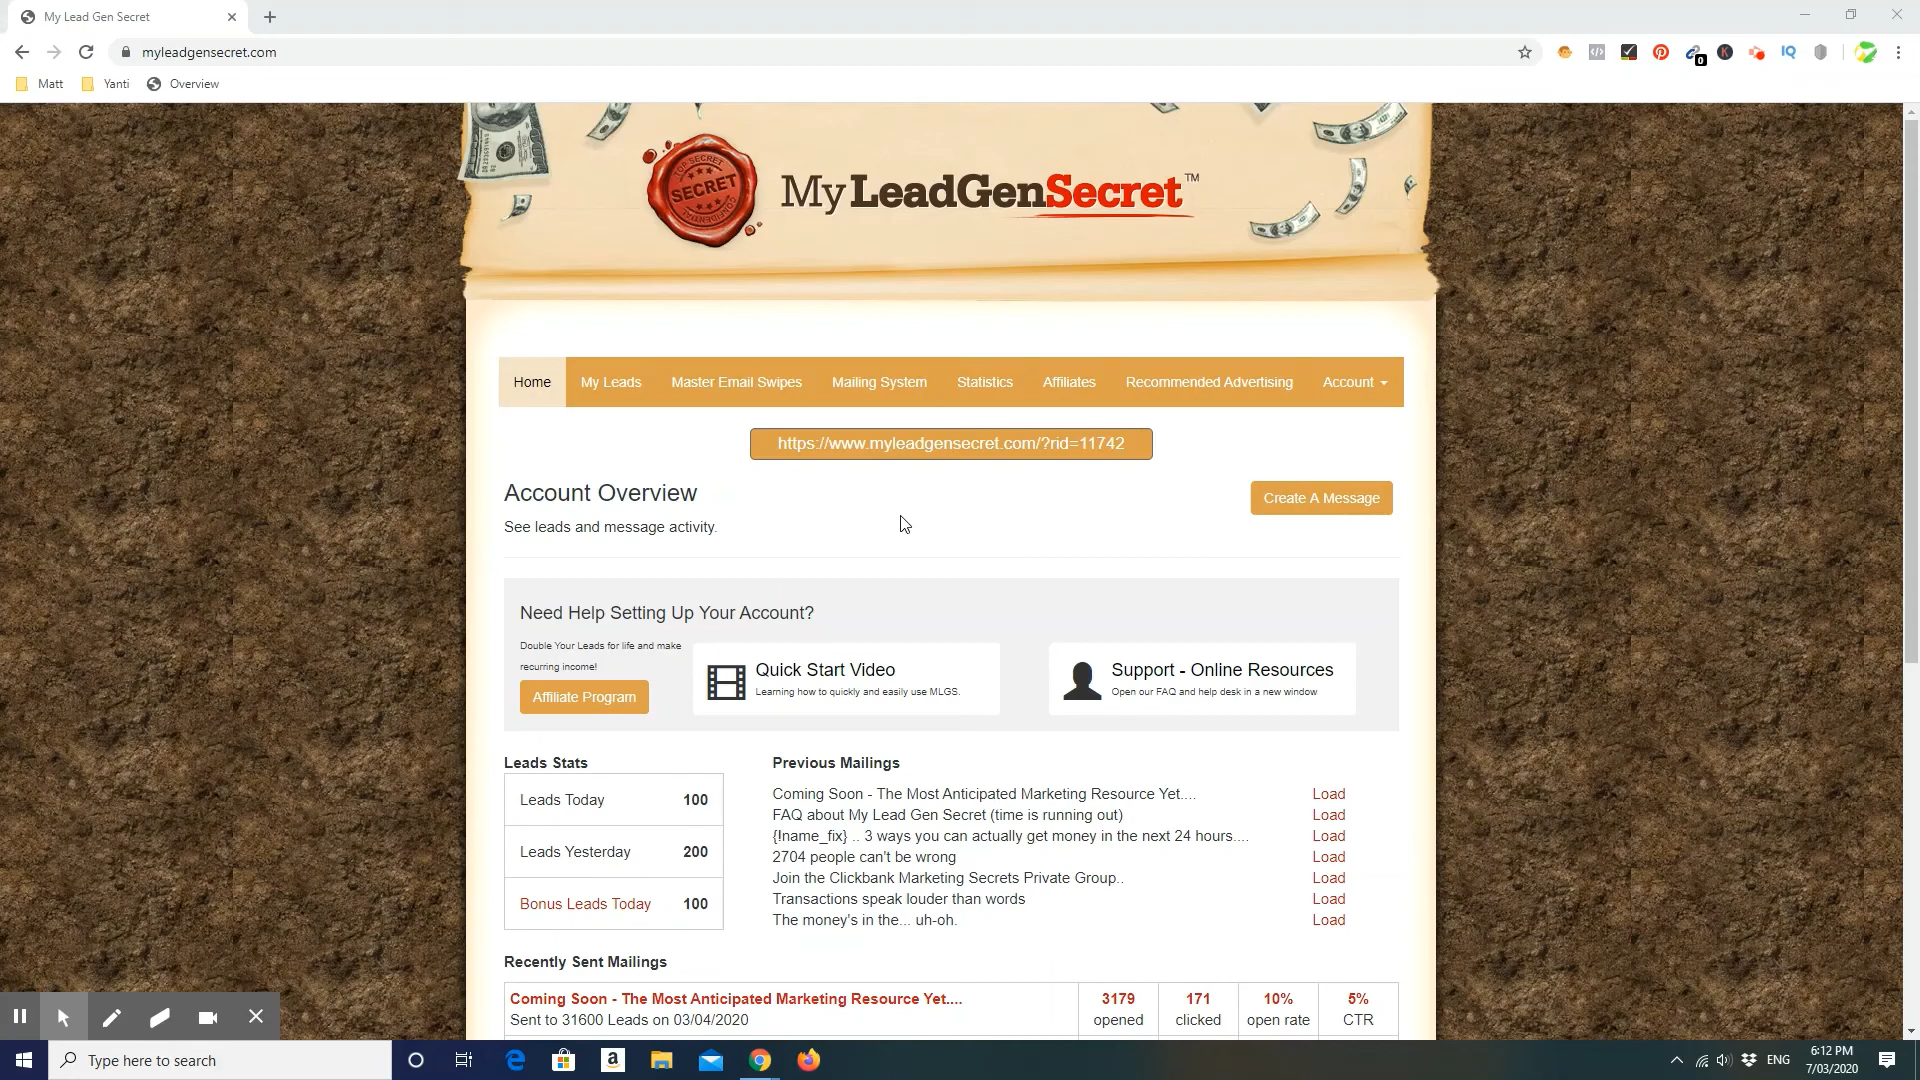 My Lead Gen Secret
myleadgensecret.com
0
IQ
Matt
Yanti
Overview
TOP SECRET
SECRET
CONFIDENTIAL
MyLeadGenSecret™
Home
My Leads
Master Email Swipes
Mailing System
Statistics
Affiliates
Recommended Advertising
Account
https://www.myleadgensecret.com/?rid=11742
Account Overview
Create A Message
See leads and message activity.
Need Help Setting Up Your Account?
Double Your Leads for life and make
recurring income!
Affiliate Program
Quick Start Video
Learning how to quickly and easily use MLGS.
Support - Online Resources
Open our FAQ and help desk in a new window
Leads Stats
Leads Today 100
Leads Yesterday 200
Bonus Leads Today 100
Previous Mailings
Coming Soon - The Most Anticipated Marketing Resource Yet.... Load
FAQ about My Lead Gen Secret (time is running out) Load
{!name_fix} .. 3 ways you can actually get money in the next 24 hours.... Load
2704 people can't be wrong Load
Join the Clickbank Marketing Secrets Private Group.. Load
Transactions speak louder than words Load
The money's in the... uh-oh. Load
Recently Sent Mailings
Coming Soon - The Most Anticipated Marketing Resource Yet.... 3179 171 10% 5%
Sent to 31600 Leads on 03/04/2020 opened clicked open rate CTR
Type here to search
ENG
6:12 PM
7/03/2020